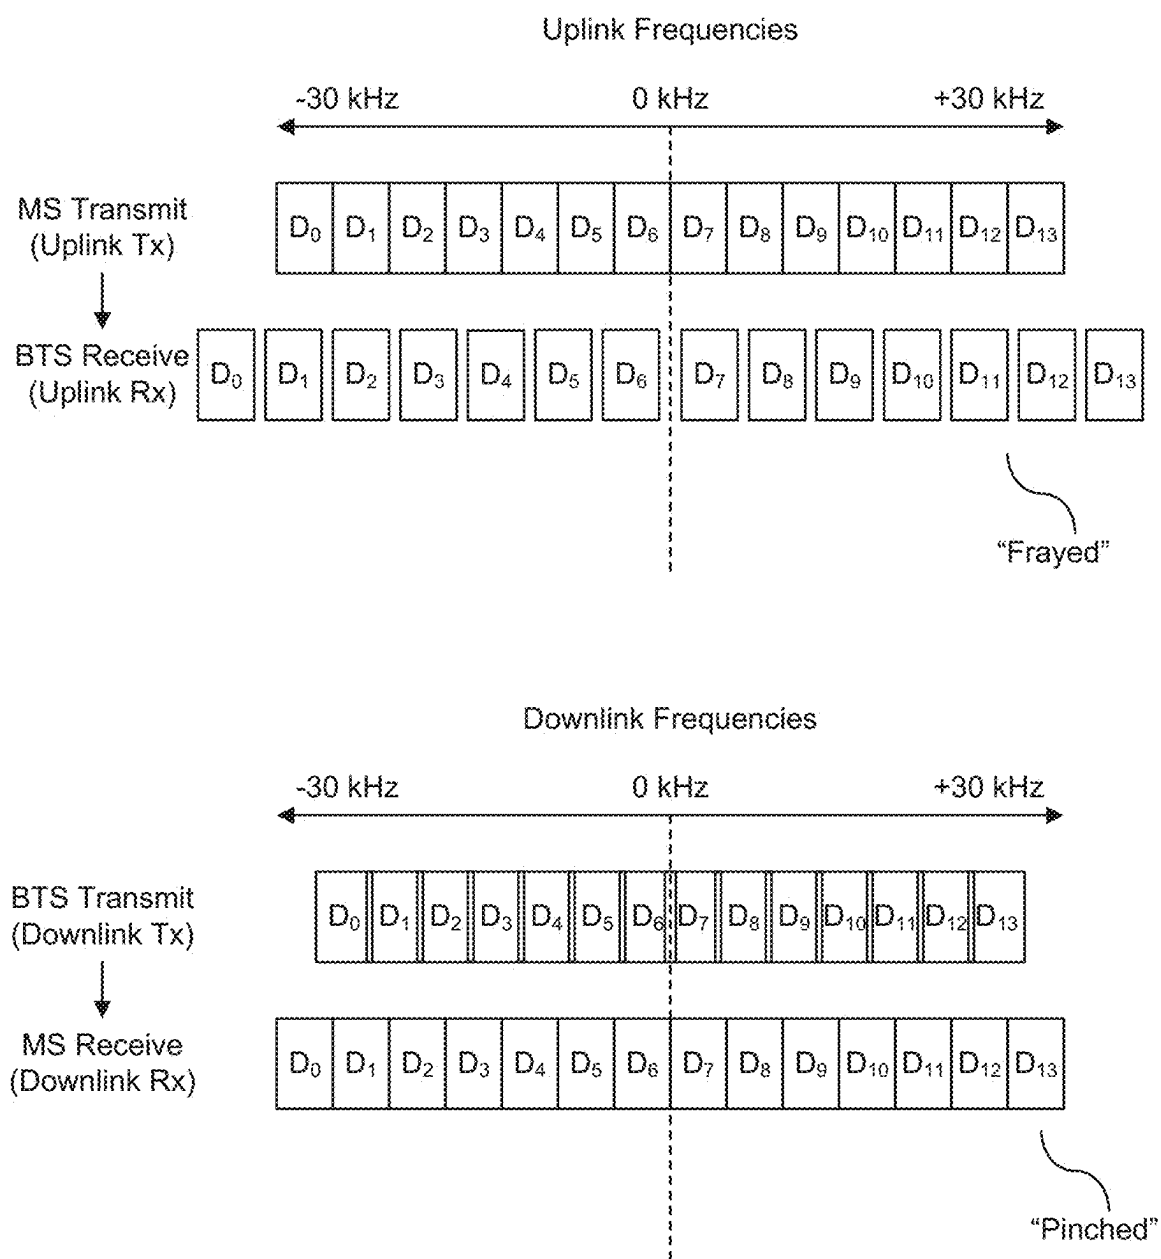 Uplink Frequencies
-30 kHz 0 kHz +30 kHz
MS Transmit
(Uplink Tx)
D0 D1 D2 D3 D4 D5 D6 D7 D8 D9 D10 D11 D12 D13
BTS Receive
(Uplink Rx)
D0 D1 D2 D3 D4 D5 D6 D7 D8 D9 D10 D11 D12 D13
“Frayed”
Downlink Frequencies
-30 kHz 0 kHz +30 kHz
BTS Transmit
(Downlink Tx)
D0 D1 D2 D3 D4 D5 D6 D7 D8 D9 D10 D11 D12 D13
MS Receive
(Downlink Rx)
D0 D1 D2 D3 D4 D5 D6 D7 D8 D9 D10 D11 D12 D13
“Pinched”